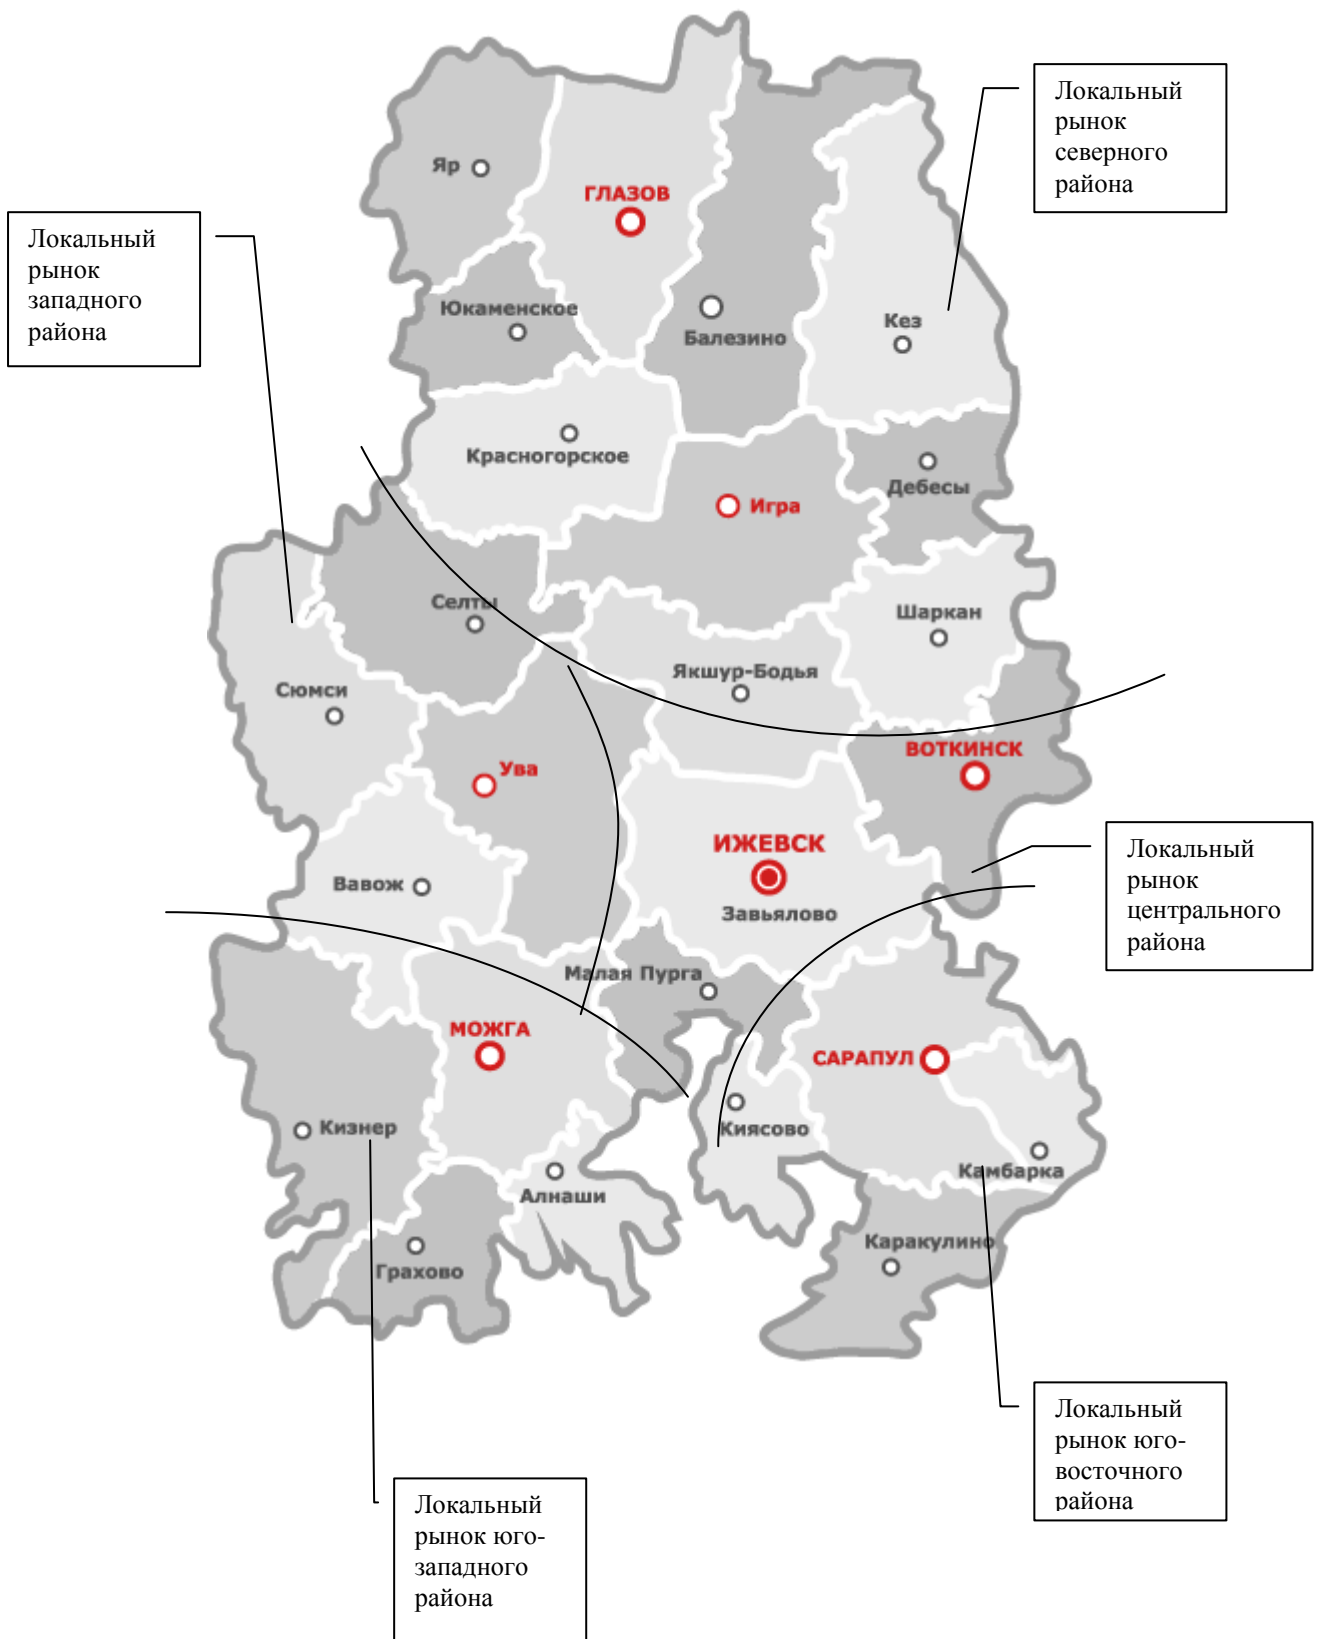 Локальный
рынок
северного
района
Яр
ГЛАЗОВ
Локальный
рынок
западного
района
Юкаменское
Балезино
Кез
Красногорское
Дебесы
Игра
Селты
Шаркан
Якшур-Бодья
Сюмси
ВОТКИНСК
Ува
ИЖЕВСК
Завьялово
Вавож
Локальный
рынок
центрального
района
Малая Пурга
МОЖГА
САРАПУЛ
Кизнер
Киясово
Камбарка
Алнаши
Каракулино
Грахово
Локальный
рынок юго-
восточного
района
Локальный
рынок юго-
западного
района